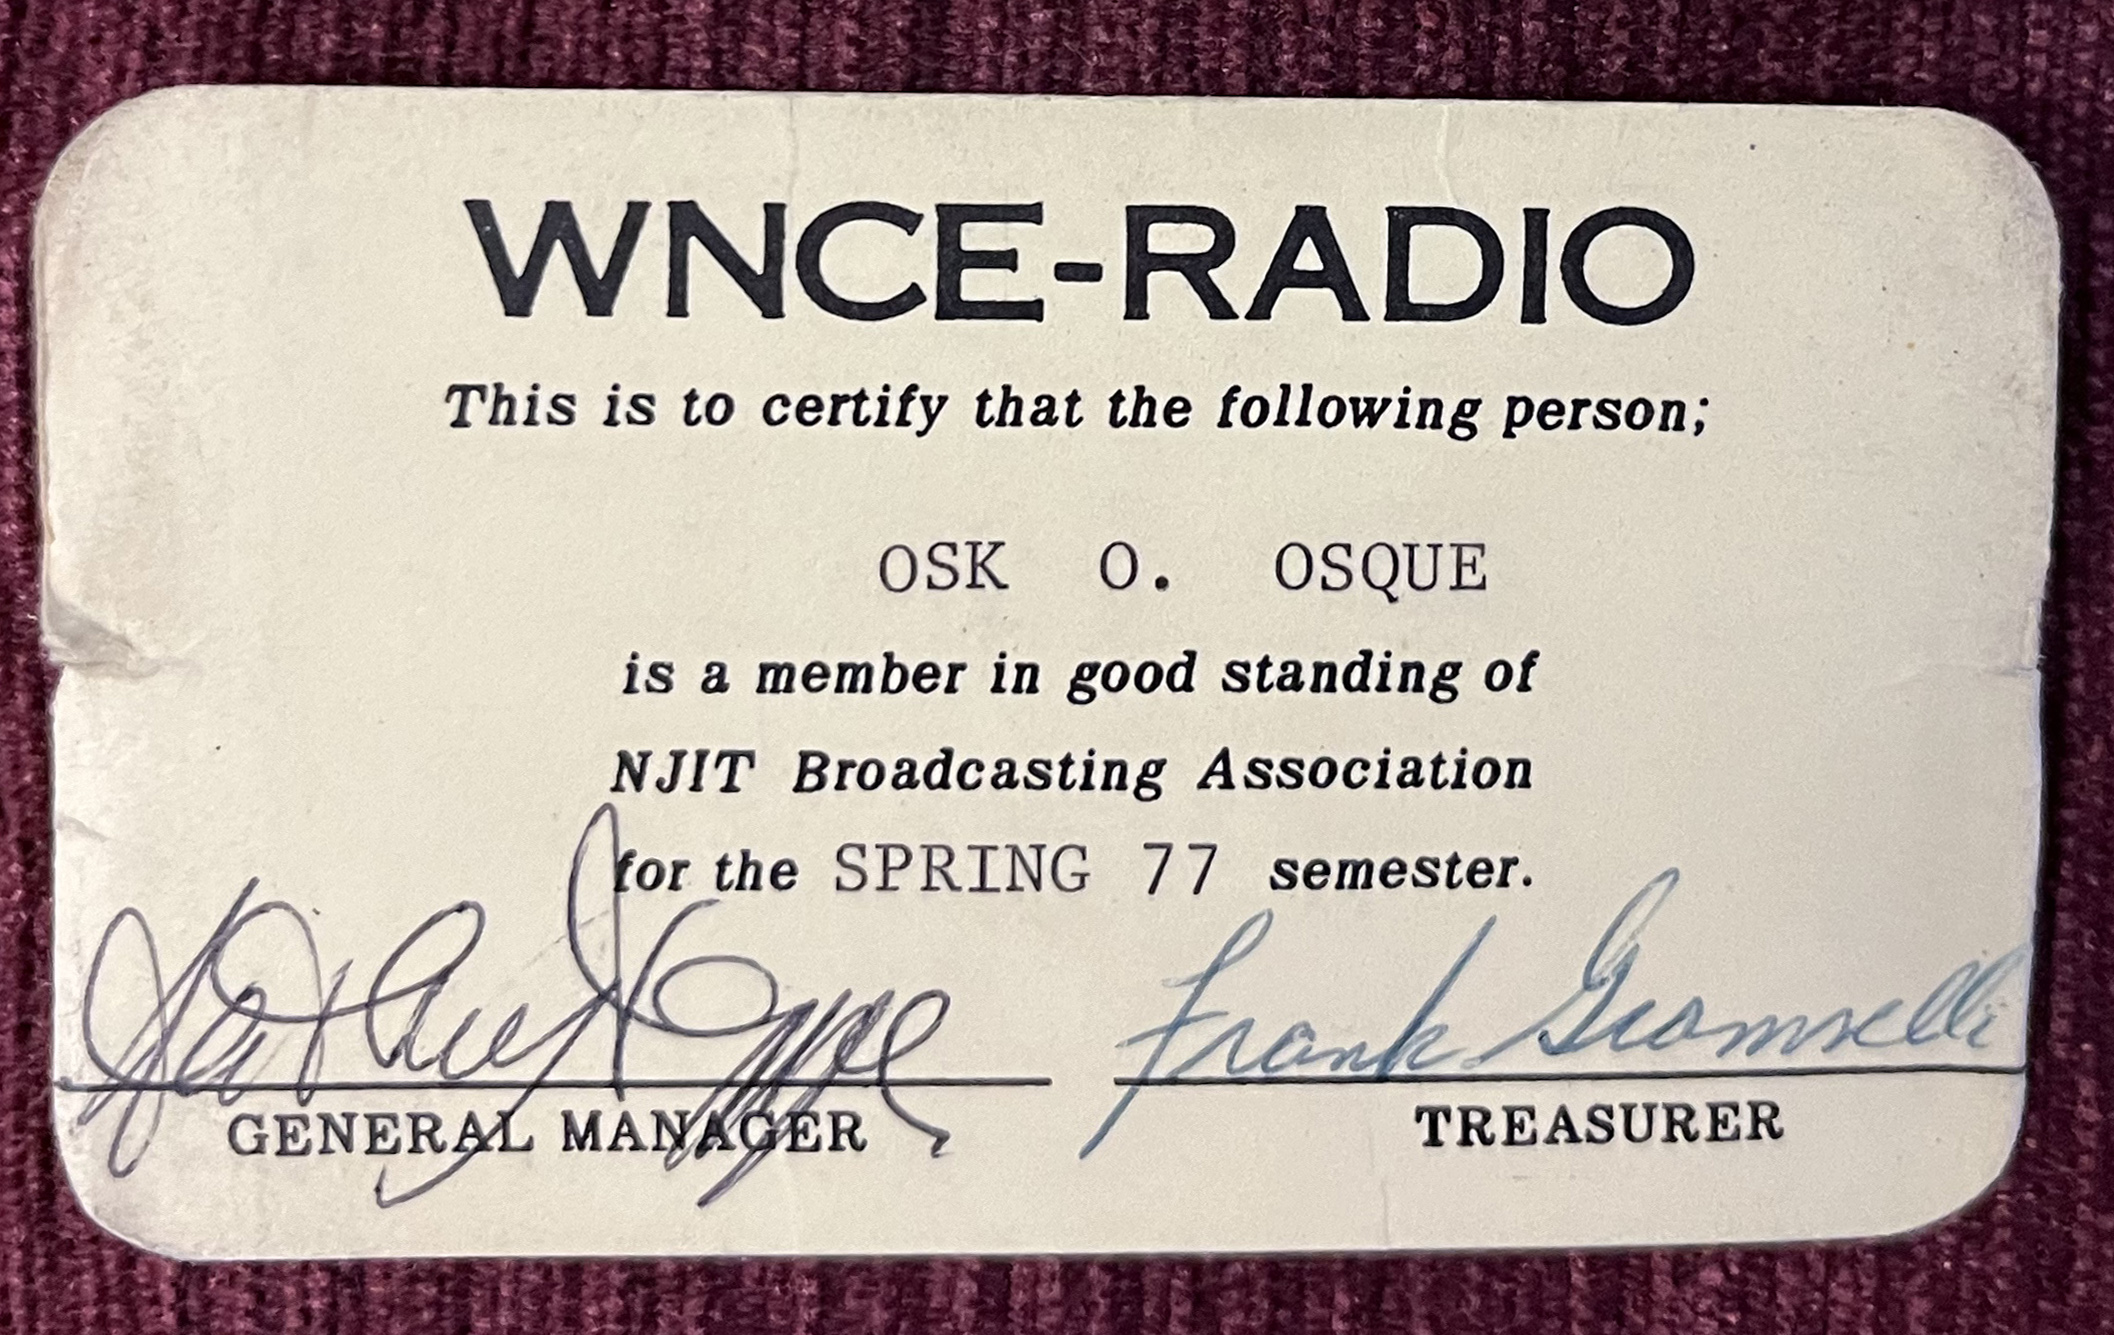 WNCE-RADIO
This is to certify that the following person;
OSK O. OSQUE
is a member in good standing of
NJIT Broadcasting Association
for the SPRING 77 semester.
Frank
GENERAL MANAGER TREASURER